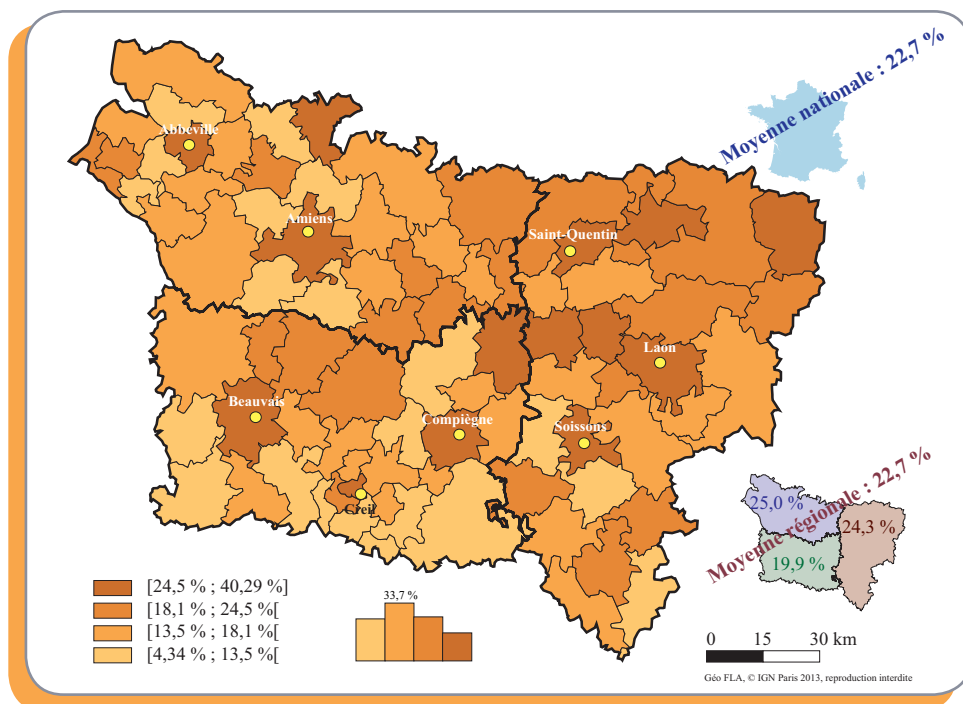 Moyenne nationale : 22,7 %
Abbeville
Amiens
Saint-Quentin
Laon
Beauvais
Compiègne
Soissons
Creil
Moyenne régionale : 22,7 %
25,0 %
24,3 %
19,9 %
[24,5 % ; 40,29 %]
[18,1 % ; 24,5 %[
[13,5 % ; 18,1 %[
[4,34 % ; 13,5 %[
33,7 %
0 15 30 km
Géo FLA, © IGN Paris 2013, reproduction interdite